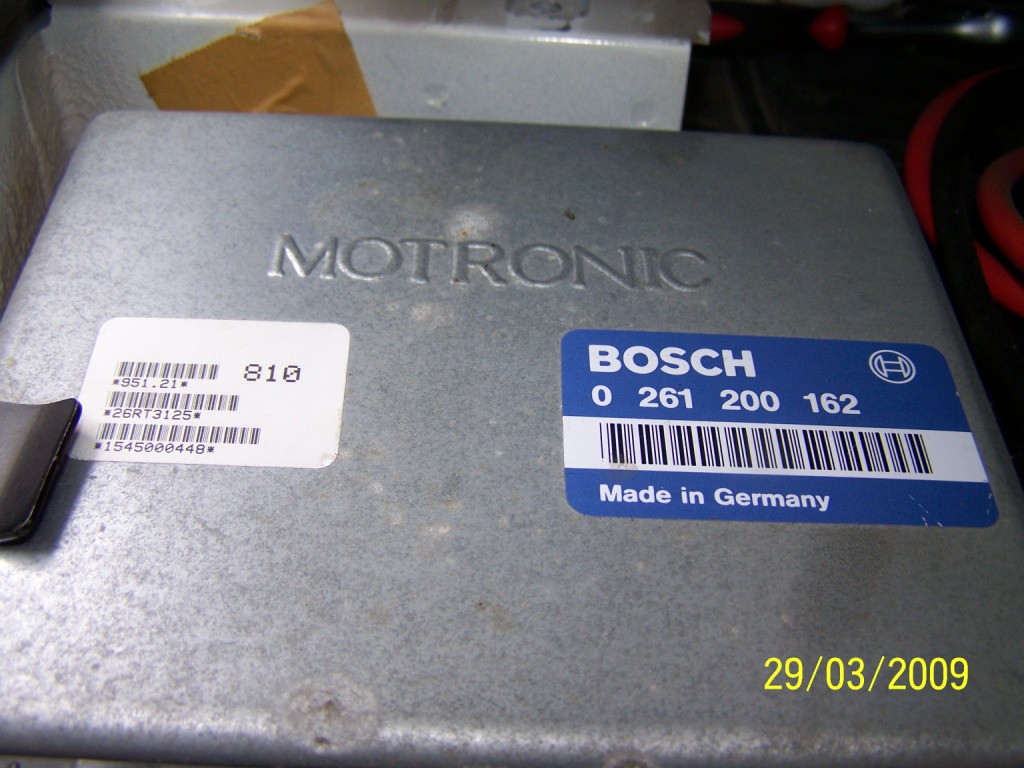 MOTRONIC
810
*951.21*
*26RT3125*
*1545000448*
BOSCH
0 261 200 162
Made in Germany
29/03/2009